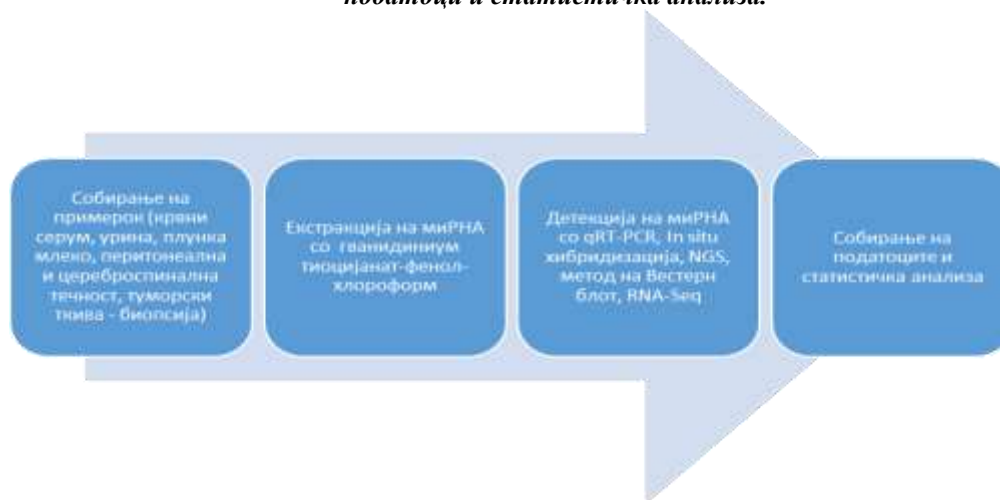 податоци и статистичка анализа.
Собирање на
примерок (крвни
серум, урина, плунка
млеко, перитонеална
и цереброспинална
течност, туморски
ткива - биопсија)
Екстракција на миРНА
со гванидиниум
тиоцијанат-фенол-
хлороформ
Детекција на миРНА
со qRT-PCR, In situ
хибридизација, NGS,
метод на Вестерн
блот, RNA-Seq
Собирање на
податоците и
статистичка анализа